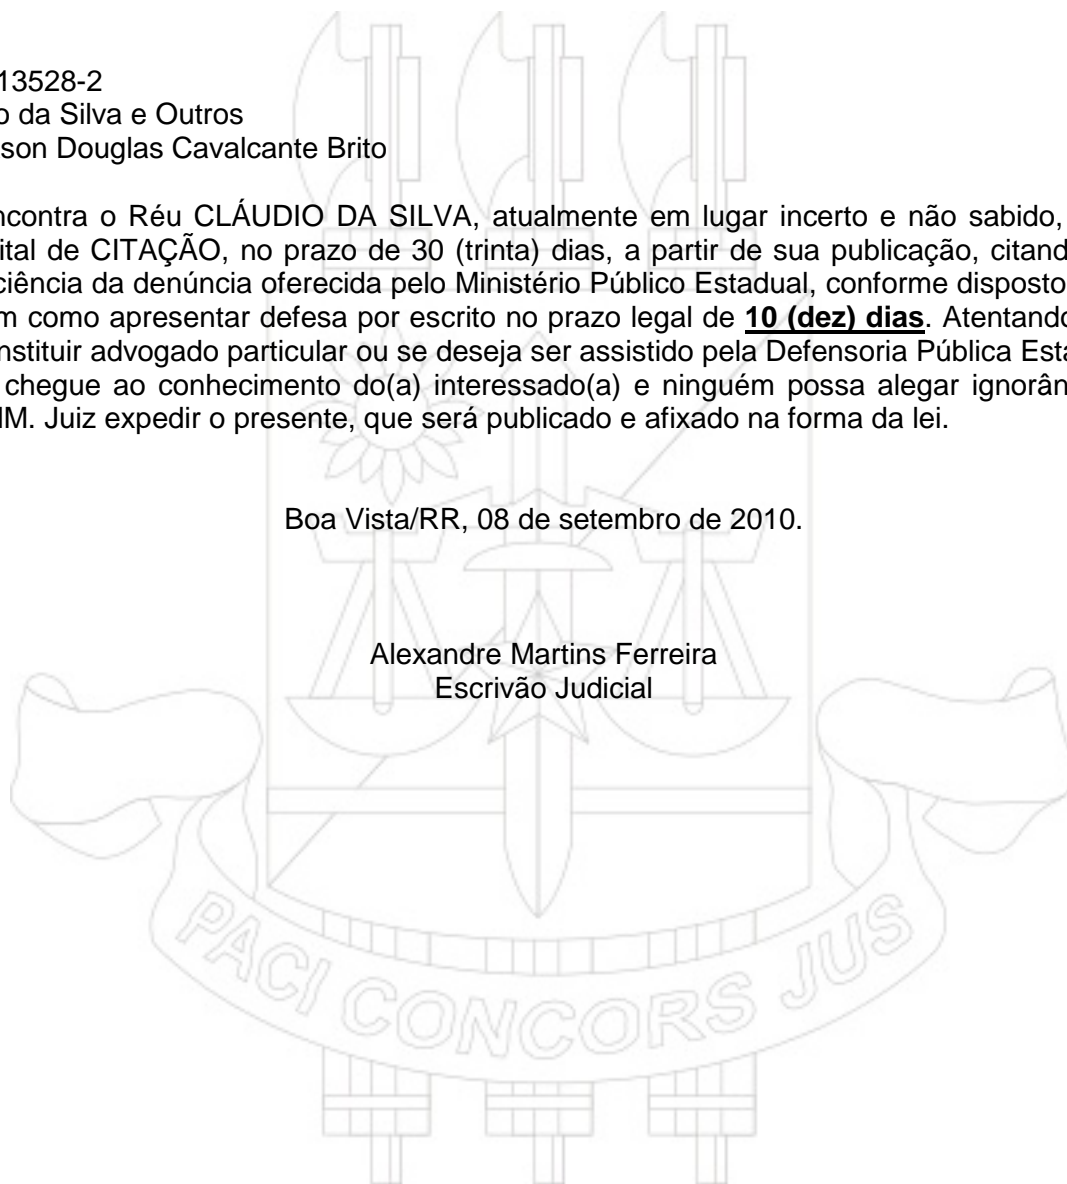 13528-2
o da Silva e Outros
son Douglas Cavalcante Brito
ncontra o Réu CLÁUDIO DA SILVA, atualmente em lugar incerto e não sabido,
ital de CITAÇÃO, no prazo de 30 (trinta) dias, a partir de sua publicação, citand
ciência da denúncia oferecida pelo Ministério Público Estadual, conforme disposto
m como apresentar defesa por escrito no prazo legal de 10 (dez) dias. Atentando
nstituir advogado particular ou se deseja ser assistido pela Defensoria Pública Esta
chegue ao conhecimento do(a) interessado(a) e ninguém possa alegar ignorân
MM. Juiz expedir o presente, que será publicado e afixado na forma da lei.
Boa Vista/RR, 08 de setembro de 2010.
Alexandre Martins Ferreira
Escrivão Judicial
PACI CONCORS JUS